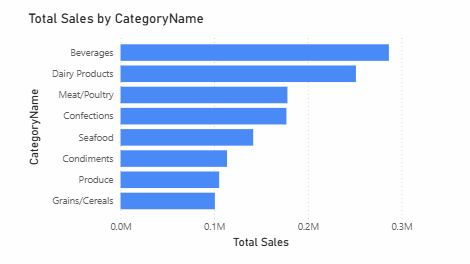 Total Sales by CategoryName
CategoryName
Beverages
Dairy Products
Meat/Poultry
Confections
Seafood
Condiments
Produce
Grains/Cereals
0.0M 0.1M 0.2M 0.3M
Total Sales